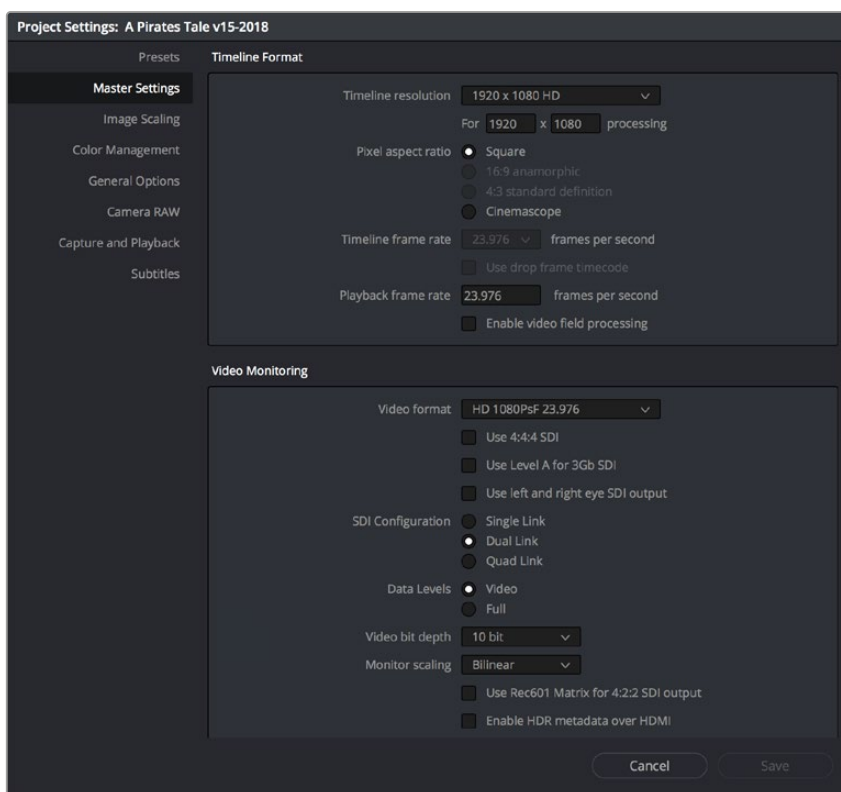 Project Settings: A Pirates Tale v15-2018
Presets
Master Settings
Image Scaling
Color Management
General Options
Camera RAW
Capture and Playback
Subtitles
Timeline Format
Timeline resolution 1920 x 1080 HD
For 1920 x 1080 processing
Pixel aspect ratio Square
16:9 anamorphic
4:3 standard definition
Cinemascope
Timeline frame rate 23.976 frames per second
Use drop frame timecode
Playback frame rate 23.976 frames per second
Enable video field processing
Video Monitoring
Video format HD 1080PsF 23.976
Use 4:4:4 SDI
Use Level A for 3Gb SDI
Use left and right eye SDI output
SDI Configuration Single Link
Dual Link
Quad Link
Data Levels Video
Full
Video bit depth 10 bit
Monitor scaling Bilinear
Use Rec601 Matrix for 4:2:2 SDI output
Enable HDR metadata over HDMI
Cancel Save